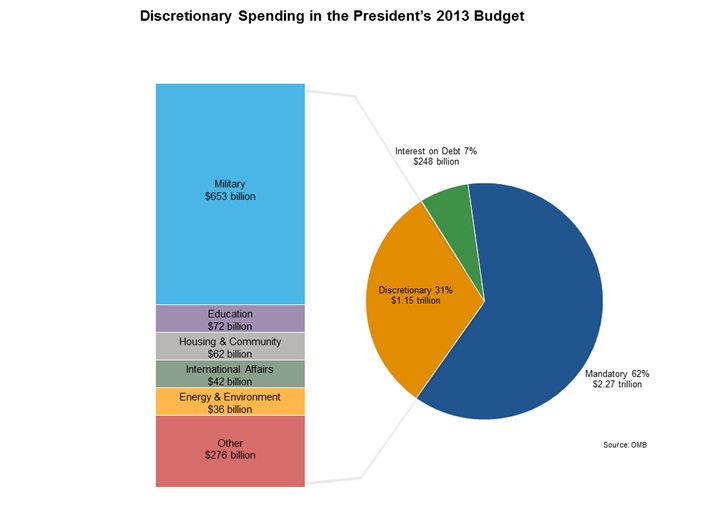 Discretionary Spending in the President’s 2013 Budget
Military
$653 billion
Education
$72 billion
Housing & Community
$62 billion
International Affairs
$42 billion
Energy & Environment
$36 billion
Other
$276 billion
Interest on Debt 7%
$248 billion
Discretionary 31%
$1.15 trillion
Mandatory 62%
$2.27 trillion
Source: OMB